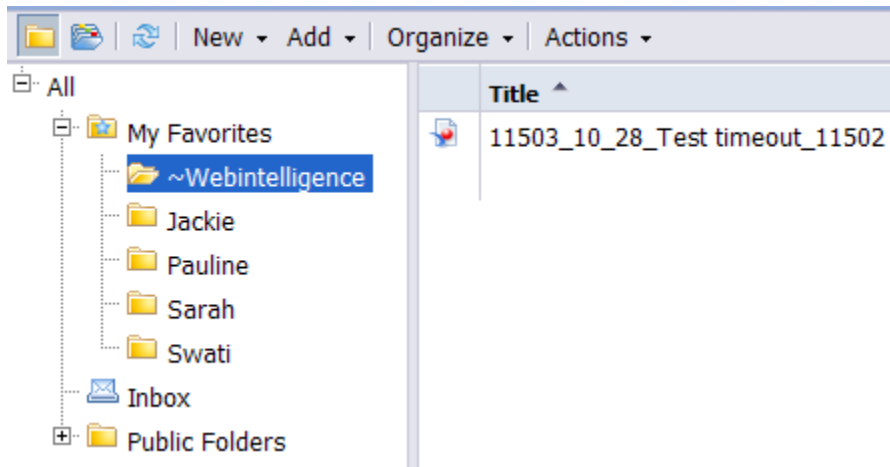 New Add Organize Actions
All
My Favorites
~Webintelligence
Jackie
Pauline
Sarah
Swati
Inbox
Public Folders
Title
11503_10_28_Test timeout_11502